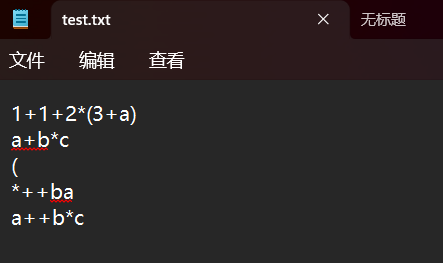 test.txt
无标题
文件 编辑 查看
1+1+2*(3+a)
a+b*c
(
*++ba
a++b*c